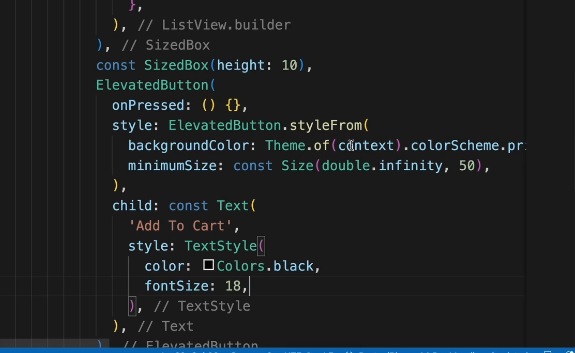 },
), // ListView.builder
), // SizedBox
const SizedBox(height: 10),
ElevatedButton(
onPressed: () {},
style: ElevatedButton.styleFrom(
backgroundColor: Theme.of(context).colorScheme.pr
minimumSize: const Size(double.infinity, 50),
),
child: const Text(
'Add To Cart',
style: TextStyle(
color: Colors.black,
fontSize: 18,
), // TextStyle
), // Text
) // ElevatedButton